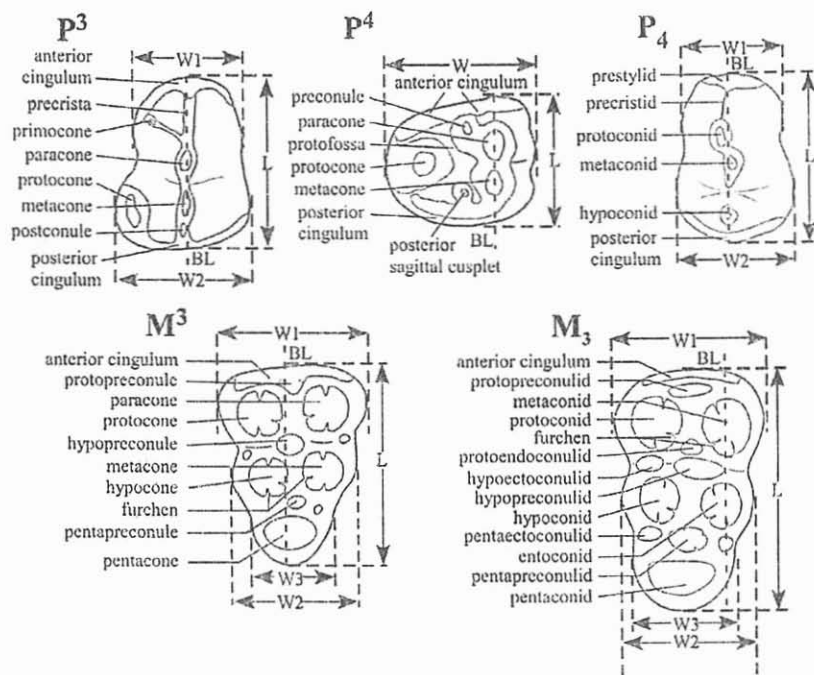 P³
W1
anterior
cingulum
precrista
primocone
paracone
protocone
metacone
postconule
posterior
cingulum
BL
W2
L
P⁴
W
anterior cingulum
preconule
paracone
protofossa
protocone
metacone
posterior
cingulum
BL
posterior
sagittal cusplet
L
P₄
W1
BL
prestylid
precristid
protoconid
metaconid
hypoconid
posterior
cingulum
W2
L
M³
W1
BL
anterior cingulum
protopreconule
paracone
protocone
hypopreconule
metacone
hypocone
furchen
pentapreconule
pentacone
W3
W2
L
M₃
W1
BL
anterior cingulum
protopreconulid
metaconid
protoconid
furchen
protoendoconulid
hypoectoconulid
hypopreconulid
hypoconid
pentaectoconulid
entoconid
pentapreconulid
pentaconid
W3
W2
L